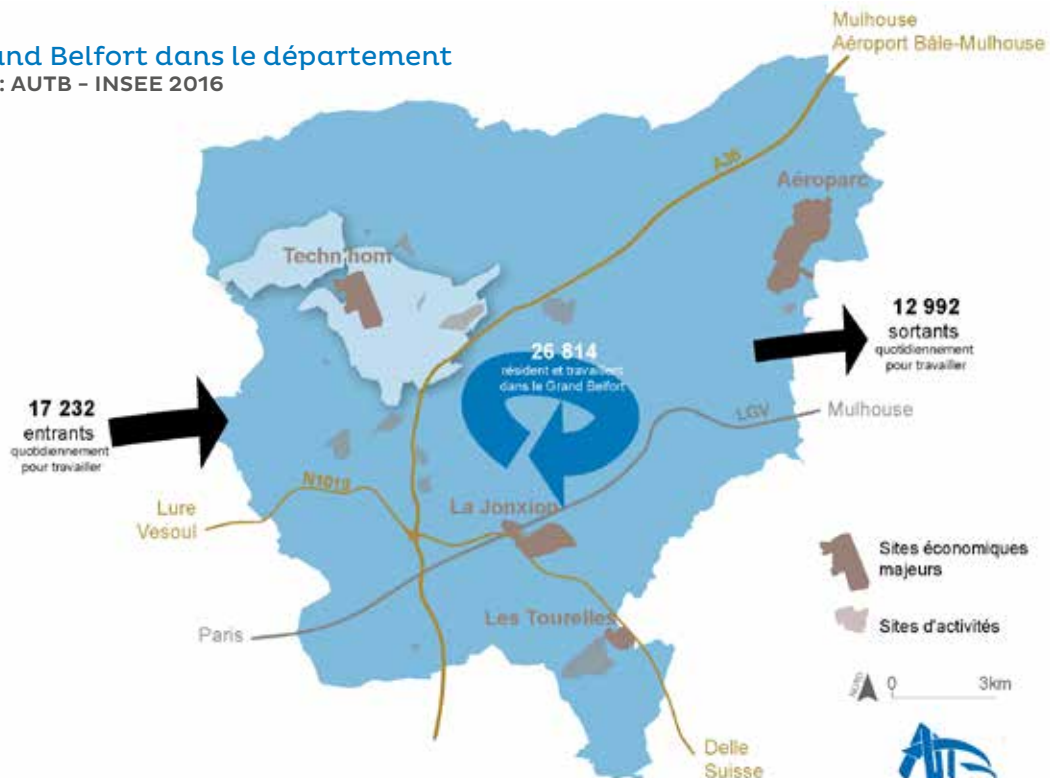 and Belfort dans le département
: AUTB - INSEE 2016
Mulhouse
Aéroport Bâle-Mulhouse
A36
Aéroparc
Techn'hom
12 992
sortants
quotidiennement
pour travailler
26 814
résident et travaillent
dans le Grand Belfort
17 232
entrants
quotidiennement
pour travailler
LGV
Mulhouse
N1019
La Jonxion
Lure
Vesoul
Sites économiques
majeurs
Les Tourelles
Paris
Sites d'activités
NORD
0 3km
Delle
Suisse
AUTB